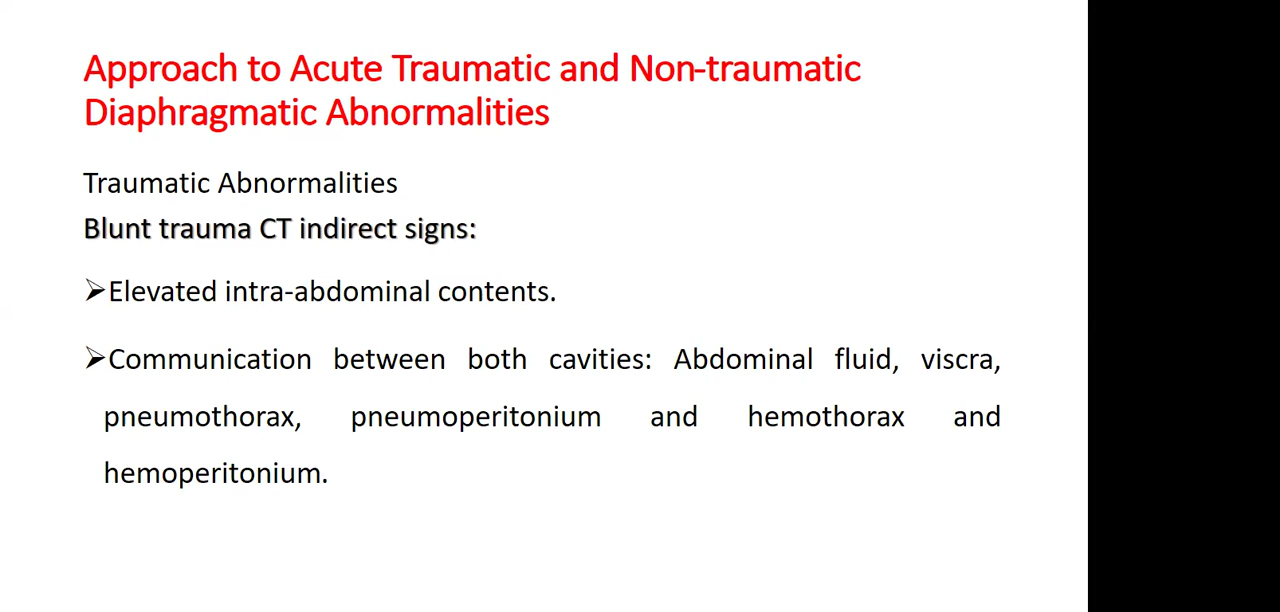 Approach to Acute Traumatic and Non-traumatic
Diaphragmatic Abnormalities
Traumatic Abnormalities
Blunt trauma CT indirect signs:
➢Elevated intra-abdominal contents.
➢Communication between both cavities: Abdominal fluid, viscra,
pneumothorax, pneumoperitonium and hemothorax and
hemoperitonium.